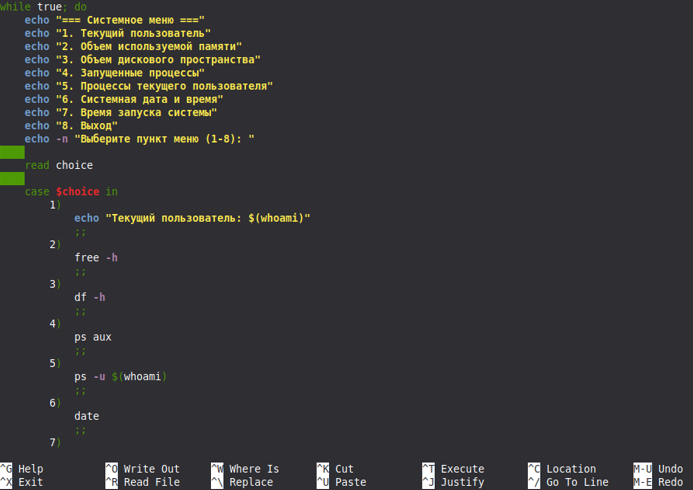 while true; do
    echo "=== Системное меню ==="
    echo "1. Текущий пользователь"
    echo "2. Объем используемой памяти"
    echo "3. Объем дискового пространства"
    echo "4. Запущенные процессы"
    echo "5. Процессы текущего пользователя"
    echo "6. Системная дата и время"
    echo "7. Время запуска системы"
    echo "8. Выход"
    echo -n "Выберите пункт меню (1-8): "
    read choice
    case $choice in
        1)
            echo "Текущий пользователь: $(whoami)"
            ;;
        2)
            free -h
            ;;
        3)
            df -h
            ;;
        4)
            ps aux
            ;;
        5)
            ps -u $(whoami)
            ;;
        6)
            date
            ;;
        7)
^G Help ^O Write Out ^W Where Is ^K Cut ^T Execute ^C Location M-U Undo
^X Exit ^R Read File ^\ Replace ^U Paste ^J Justify ^/ Go To Line M-E Redo